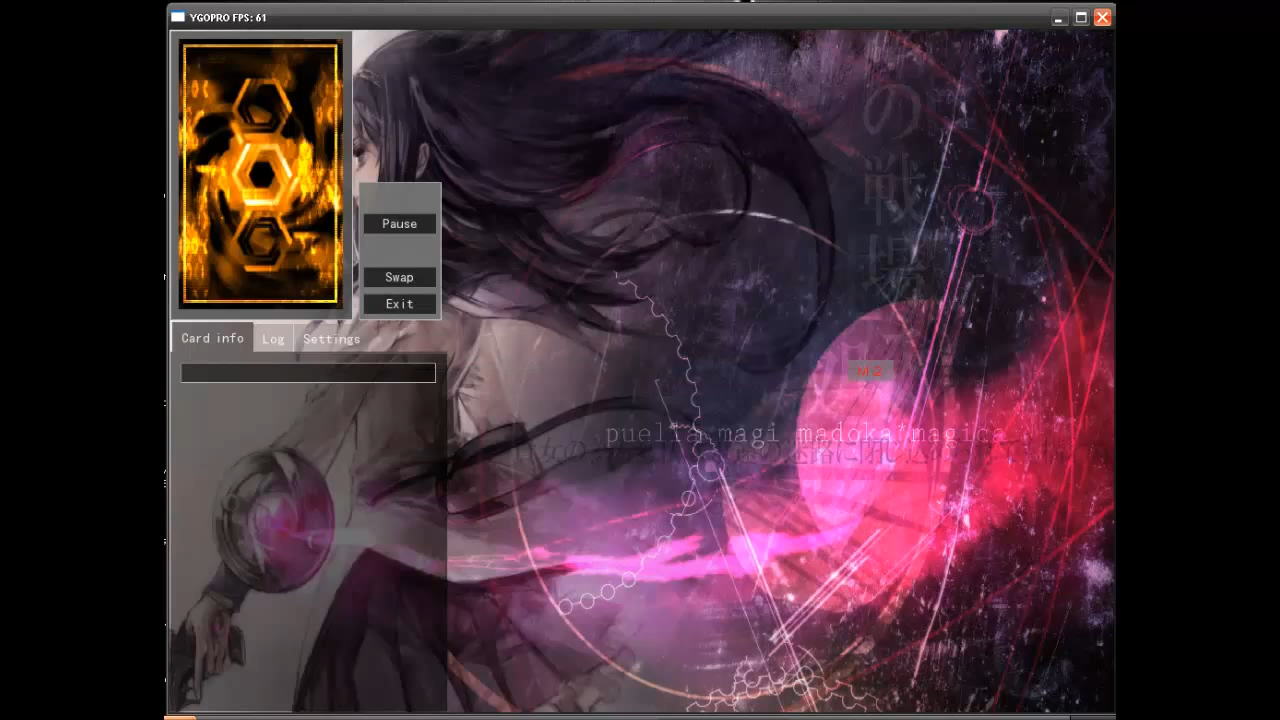 YGOPRO FPS: 61
Pause
Swap
Exit
Card info
Log
Settings
の戦場
puella magi madoka*magica